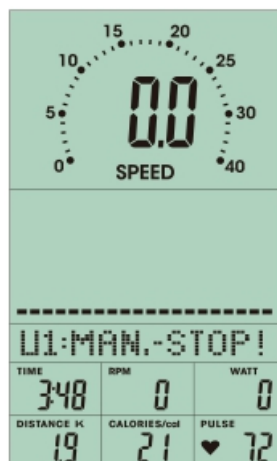 15 20
10 25
5 0.0 30
0 SPEED 40
U1:MAN.-STOP!
TIME RPM WATT
3:48 0 0
DISTANCE K CALORIES/cal PULSE
1.9 21 72